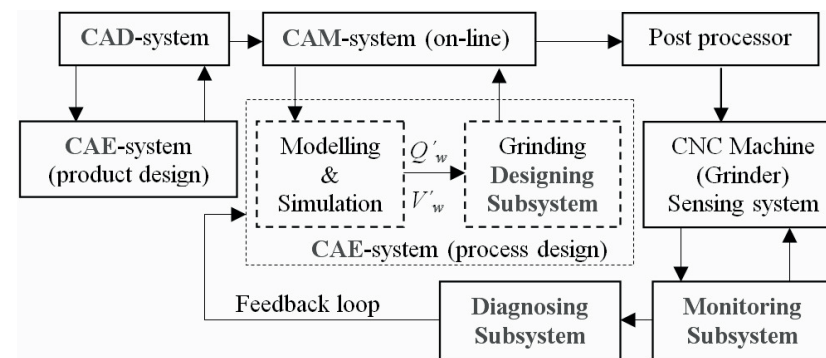 CAD-system
CAM-system (on-line)
Post processor
CAE-system
(product design)
Modelling
&
Simulation
Q′w
V′w
Grinding
Designing
Subsystem
CAE-system (process design)
CNC Machine
(Grinder)
Sensing system
Feedback loop
Diagnosing
Subsystem
Monitoring
Subsystem